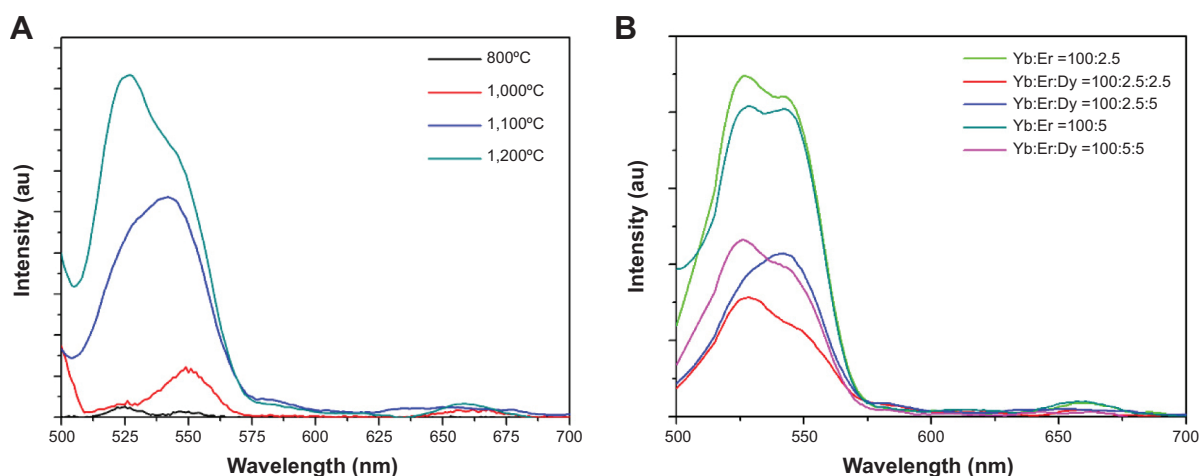 A
800ºC
1,000ºC
1,100ºC
1,200ºC
Intensity (au)
500 525 550 575 600 625 650 675 700
Wavelength (nm)
B
Yb:Er =100:2.5
Yb:Er:Dy =100:2.5:2.5
Yb:Er:Dy =100:2.5:5
Yb:Er =100:5
Yb:Er:Dy =100:5:5
Intensity (au)
500 550 600 650 700
Wavelength (nm)